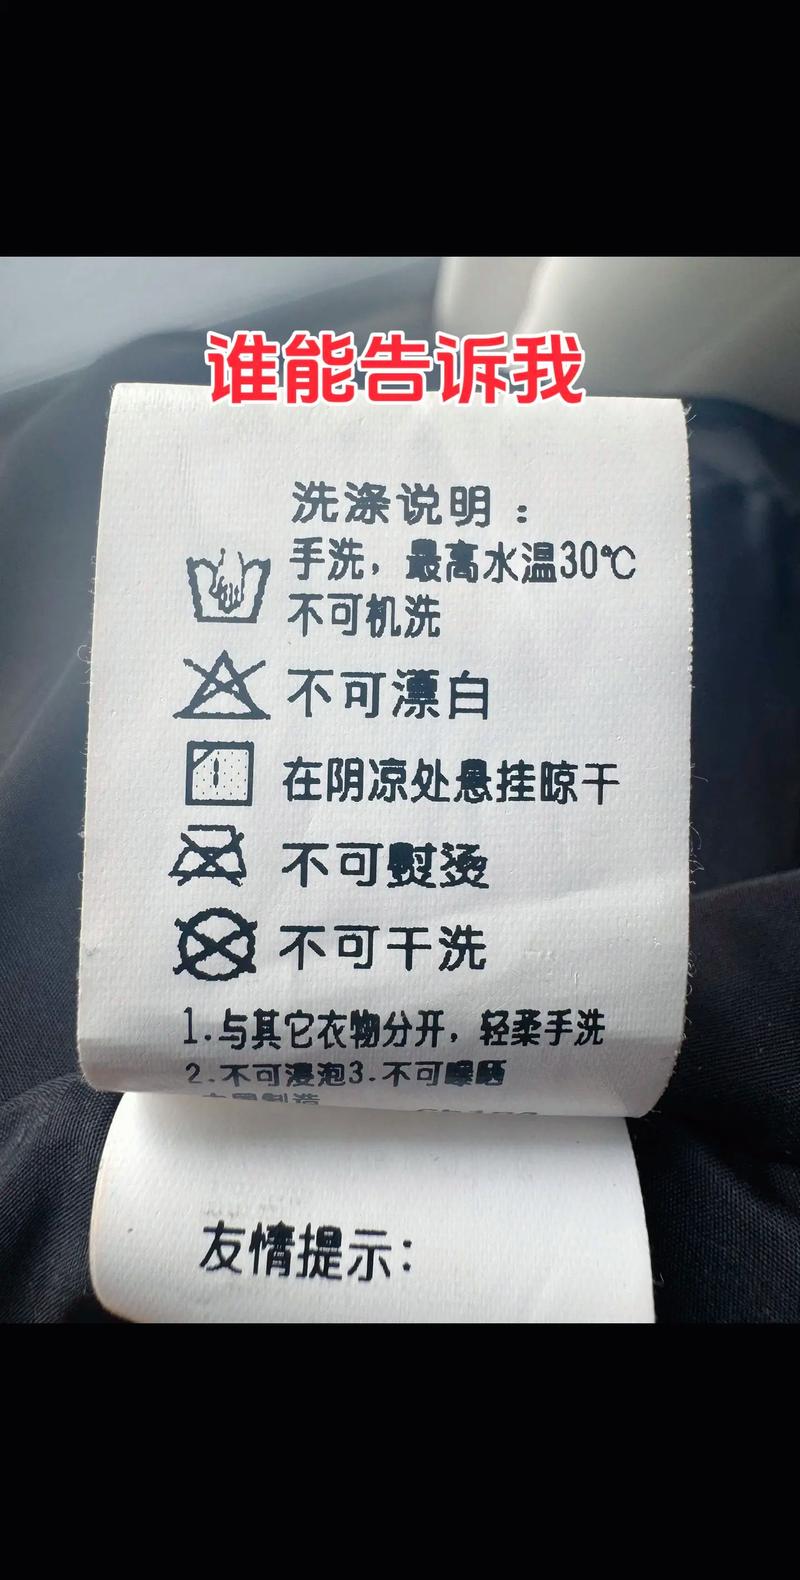 谁能告诉我
洗涤说明：
手洗，最高水温30℃
不可机洗
不可漂白
在阴凉处悬挂晾干
不可熨烫
不可干洗
1.与其它衣物分开，轻柔手洗
2.不可浸泡3.不可曝晒
友情提示：